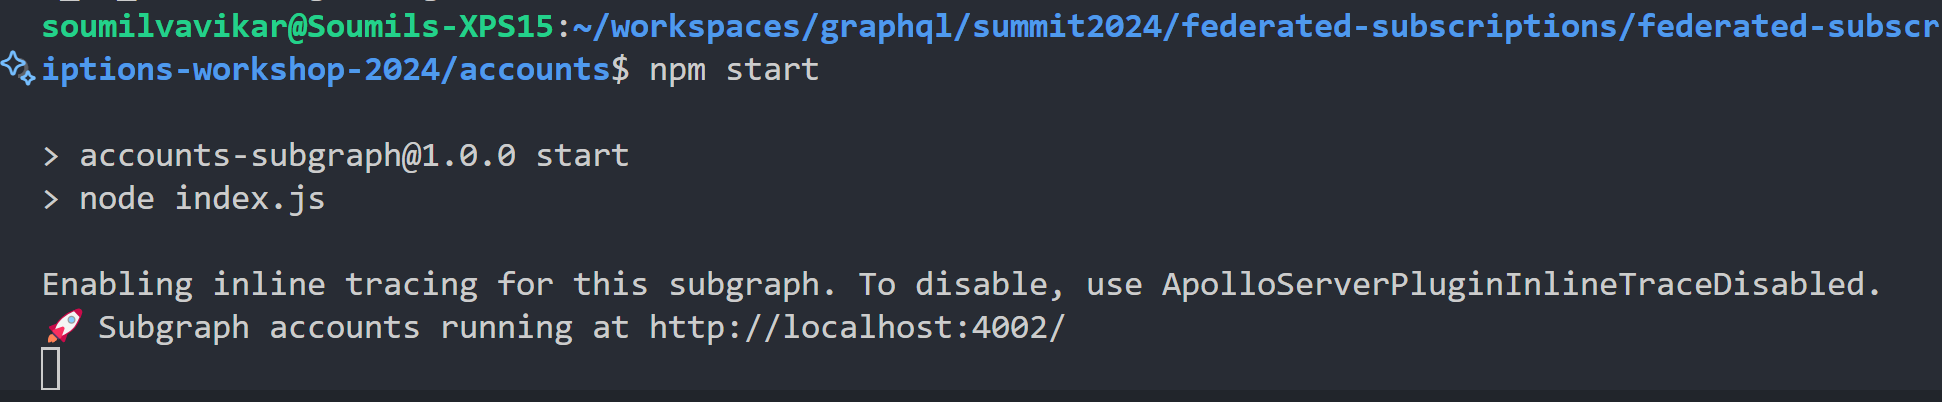 soumilvavikar@Soumils-XPS15:~/workspaces/graphql/summit2024/federated-subscriptions/federated-subscr
iptions-workshop-2024/accounts$ npm start
> accounts-subgraph@1.0.0 start
> node index.js
Enabling inline tracing for this subgraph. To disable, use ApolloServerPluginInlineTraceDisabled.
🚀 Subgraph accounts running at http://localhost:4002/